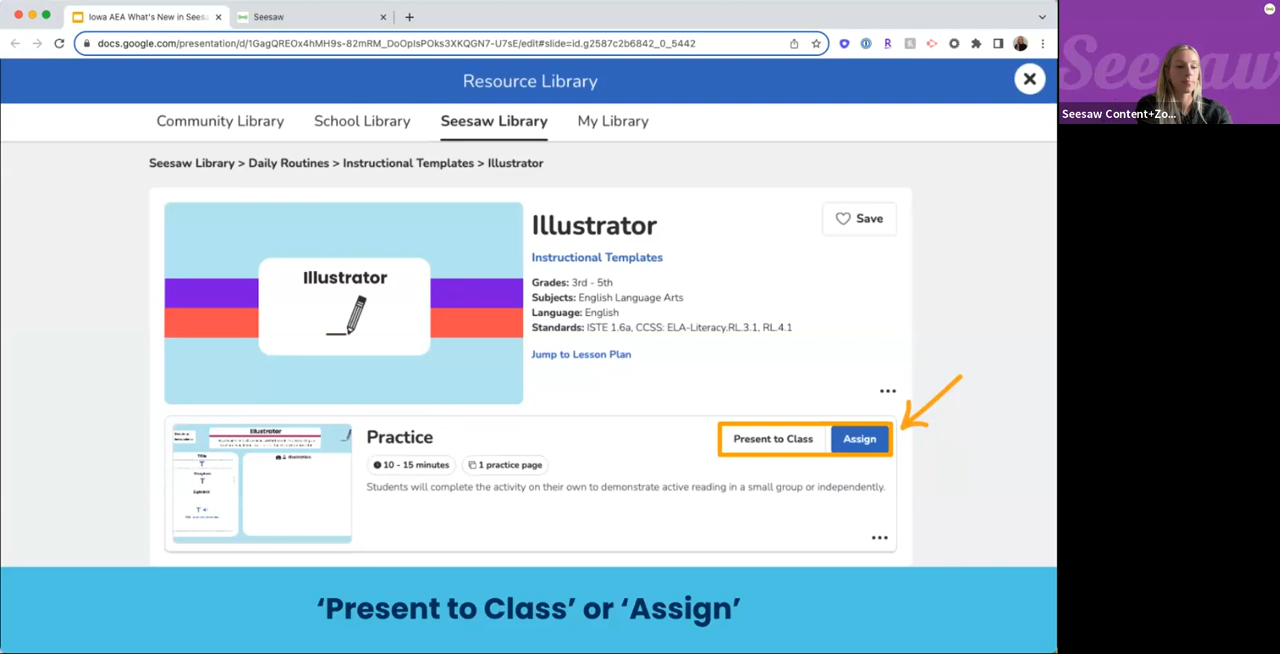 Iowa AEA What's New in Sees
Seesaw
docs.google.com/presentation/d/1GagQREOx4hMH9s-82mRM_DoOpIsPOks3XKQGN7-U7sE/edit#slide=id.g2587c2b6842_0_5442
Resource Library
Community Library School Library Seesaw Library My Library
Seesaw Library > Daily Routines > Instructional Templates > Illustrator
Illustrator
Illustrator
Save
Instructional Templates
Grades: 3rd - 5th
Subjects: English Language Arts
Language: English
Standards: ISTE 1.6a, CCSS: ELA-Literacy.RL.3.1, RL.4.1
Jump to Lesson Plan
Illustrator
Title
Practice
Present to Class Assign
10 - 15 minutes 1 practice page
Students will complete the activity on their own to demonstrate active reading in a small group or independently.
'Present to Class' or 'Assign'
Seesaw
Seesaw Content+Zo...